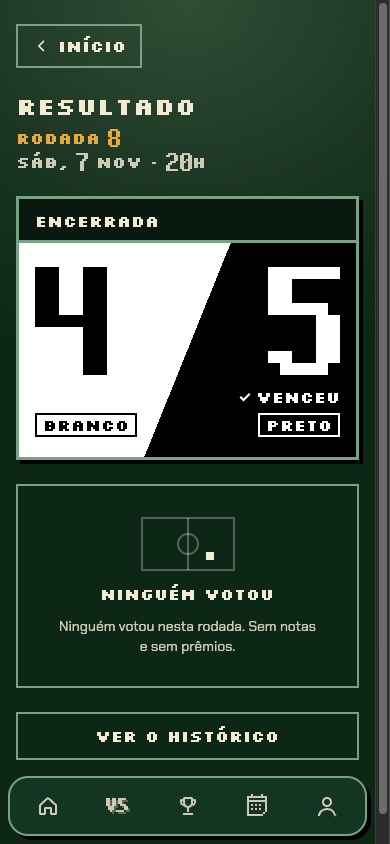 INÍCIO
RESULTADO
RODADA 8
SÁB, 7 NOV · 20H
ENCERRADA
4 5
VENCEU
BRANCO PRETO
NINGUÉM VOTOU
Ninguém votou nesta rodada. Sem notas
e sem prêmios.
VER O HISTÓRICO
VS